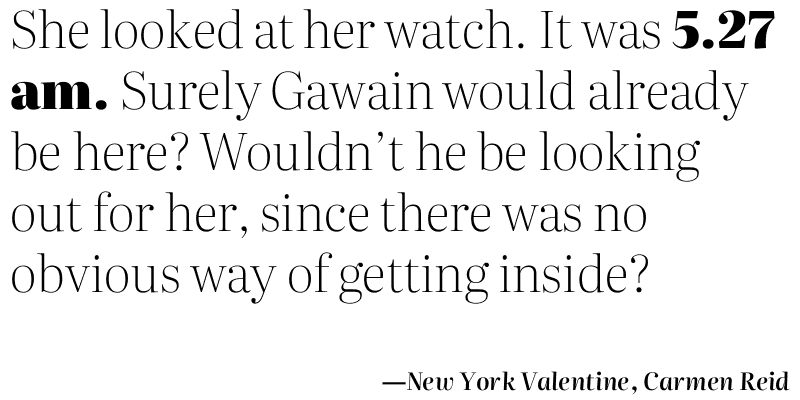 She looked at her watch. It was 5.27
am. Surely Gawain would already
be here? Wouldn’t he be looking
out for her, since there was no
obvious way of getting inside?
—New York Valentine, Carmen Reid